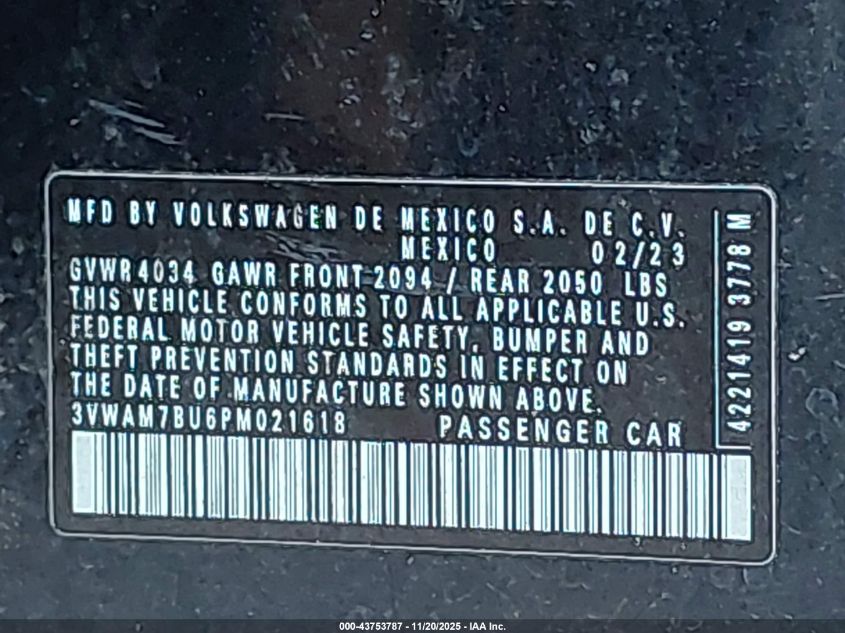 MFD BY VOLKSWAGEN DE MEXICO S.A. DE C.V.
MEXICO 02/23
GVWR 4034 GAWR FRONT 2094 / REAR 2050 LBS
THIS VEHICLE CONFORMS TO ALL APPLICABLE U.S.
FEDERAL MOTOR VEHICLE SAFETY, BUMPER AND
THEFT PREVENTION STANDARDS IN EFFECT ON
THE DATE OF MANUFACTURE SHOWN ABOVE.
3VWAM7BU6PM021618 PASSENGER CAR
4221419 3778 M
000-43753787 - 11/20/2025 - IAA Inc.